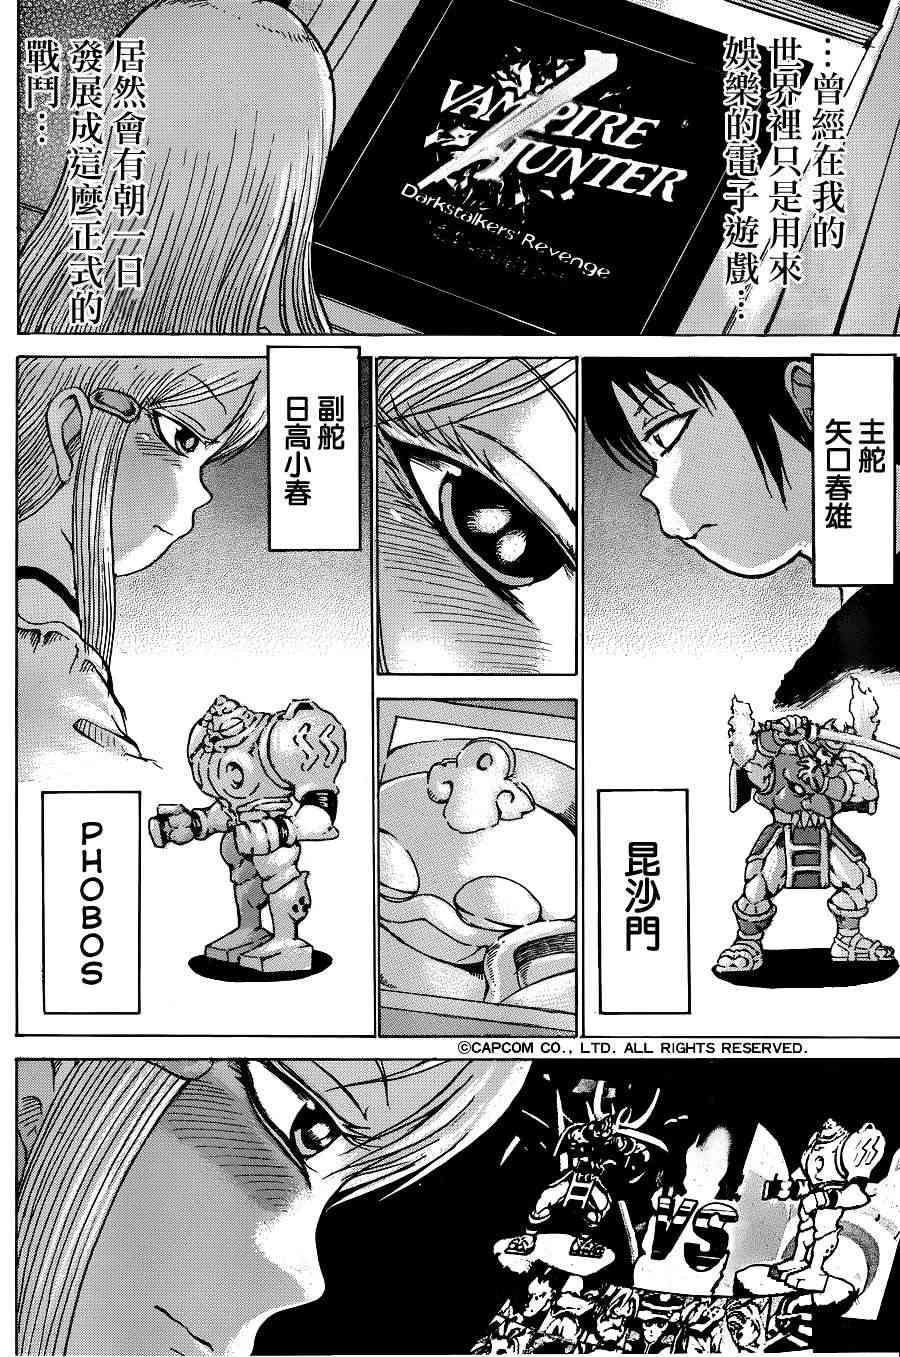 …曾經在我的
世界裡只是用來
娛樂的電子遊戲…
居然會有朝一日
發展成這麼正式的
戰鬥…
VAMPIRE
HUNTER
Darkstalkers' Revenge
主舵
矢口春雄
副舵
日高小春
昆沙門
PHOBOS
©CAPCOM CO., LTD. ALL RIGHTS RESERVED.
VS